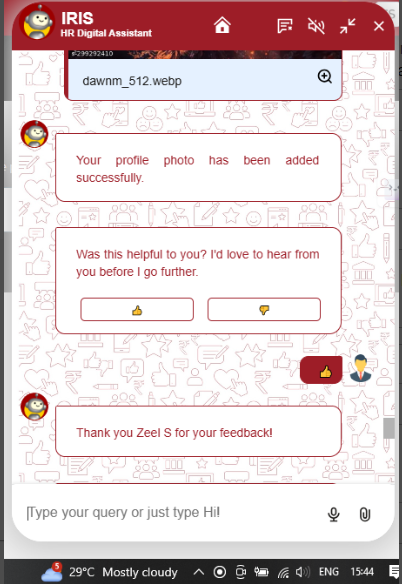 IRIS
HR Digital Assistant
#299292410
dawnm_512.webp
Your profile photo has been added
successfully.
Was this helpful to you? I'd love to hear from
you before I go further.
Thank you Zeel S for your feedback!
Type your query or just type Hi!
5
29°C Mostly cloudy
ENG
15:44